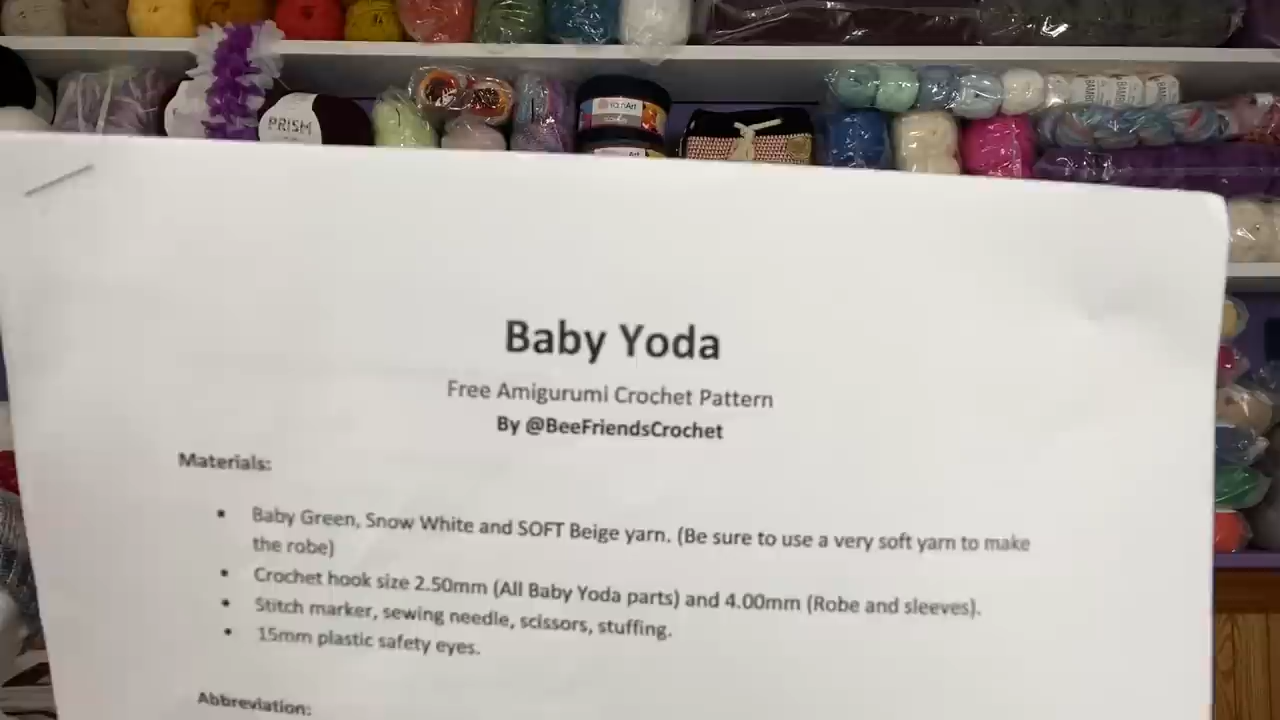 PRISM
YarnArt
Baby Yoda
Free Amigurumi Crochet Pattern
By @BeeFriendsCrochet
Materials:
▪ Baby Green, Snow White and SOFT Beige yarn. (Be sure to use a very soft yarn to make
the robe)
▪ Crochet hook size 2.50mm (All Baby Yoda parts) and 4.00mm (Robe and sleeves).
▪ Stitch marker, sewing needle, scissors, stuffing.
▪ 15mm plastic safety eyes.
Abbreviation: